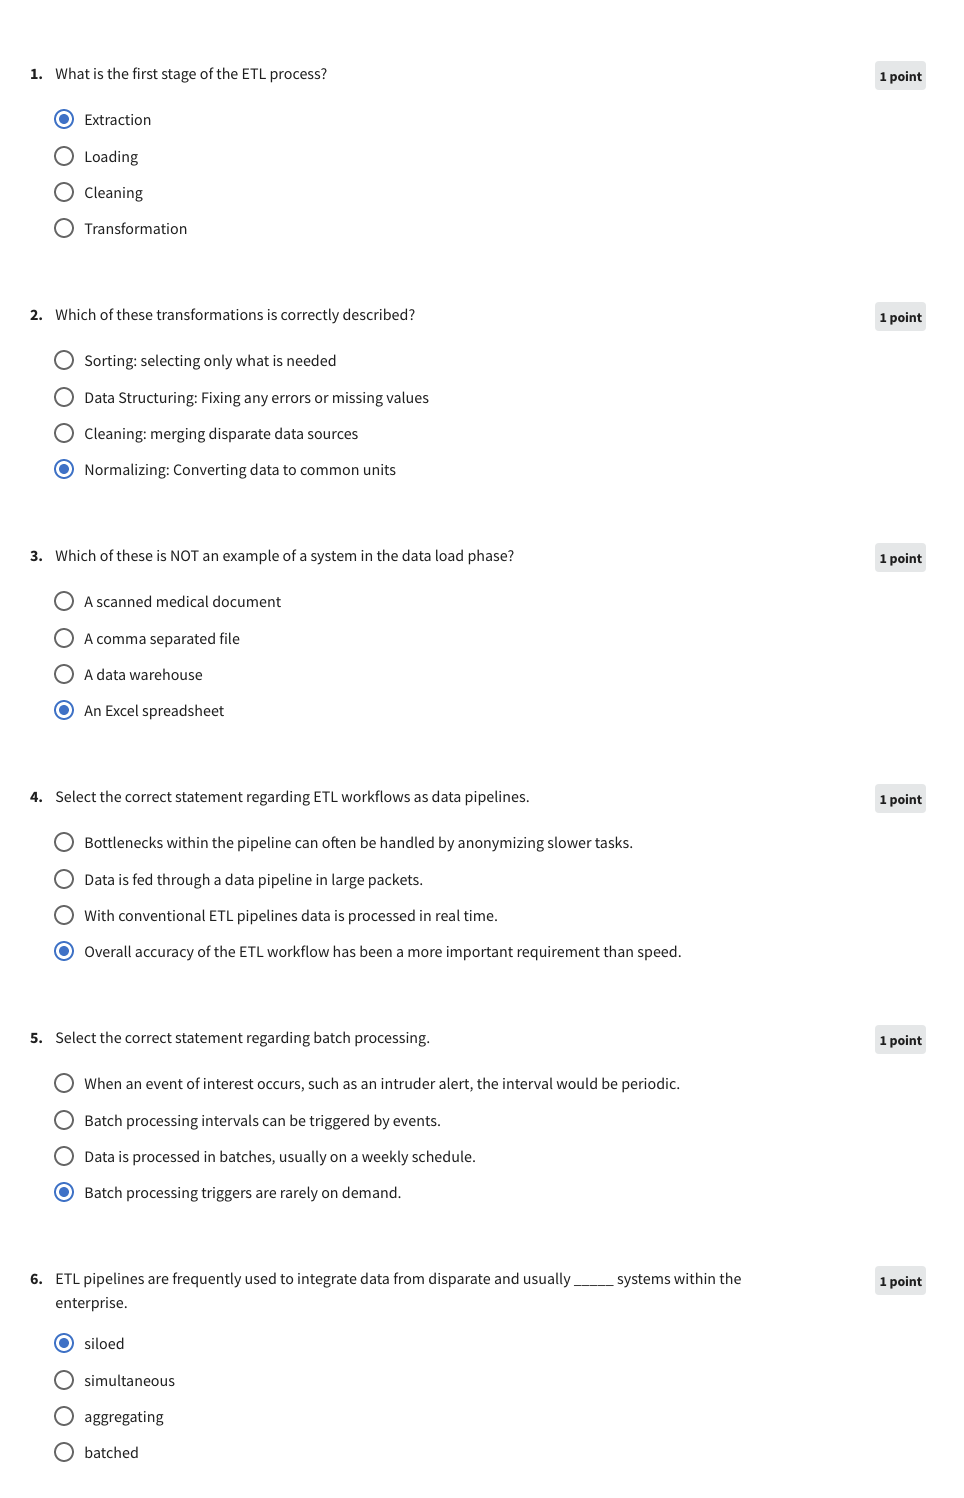 1. What is the first stage of the ETL process?
1 point
Extraction
Loading
Cleaning
Transformation
2. Which of these transformations is correctly described?
1 point
Sorting: selecting only what is needed
Data Structuring: Fixing any errors or missing values
Cleaning: merging disparate data sources
Normalizing: Converting data to common units
3. Which of these is NOT an example of a system in the data load phase?
1 point
A scanned medical document
A comma separated file
A data warehouse
An Excel spreadsheet
4. Select the correct statement regarding ETL workflows as data pipelines.
1 point
Bottlenecks within the pipeline can often be handled by anonymizing slower tasks.
Data is fed through a data pipeline in large packets.
With conventional ETL pipelines data is processed in real time.
Overall accuracy of the ETL workflow has been a more important requirement than speed.
5. Select the correct statement regarding batch processing.
1 point
When an event of interest occurs, such as an intruder alert, the interval would be periodic.
Batch processing intervals can be triggered by events.
Data is processed in batches, usually on a weekly schedule.
Batch processing triggers are rarely on demand.
6. ETL pipelines are frequently used to integrate data from disparate and usually _____ systems within the
1 point
enterprise.
siloed
simultaneous
aggregating
batched